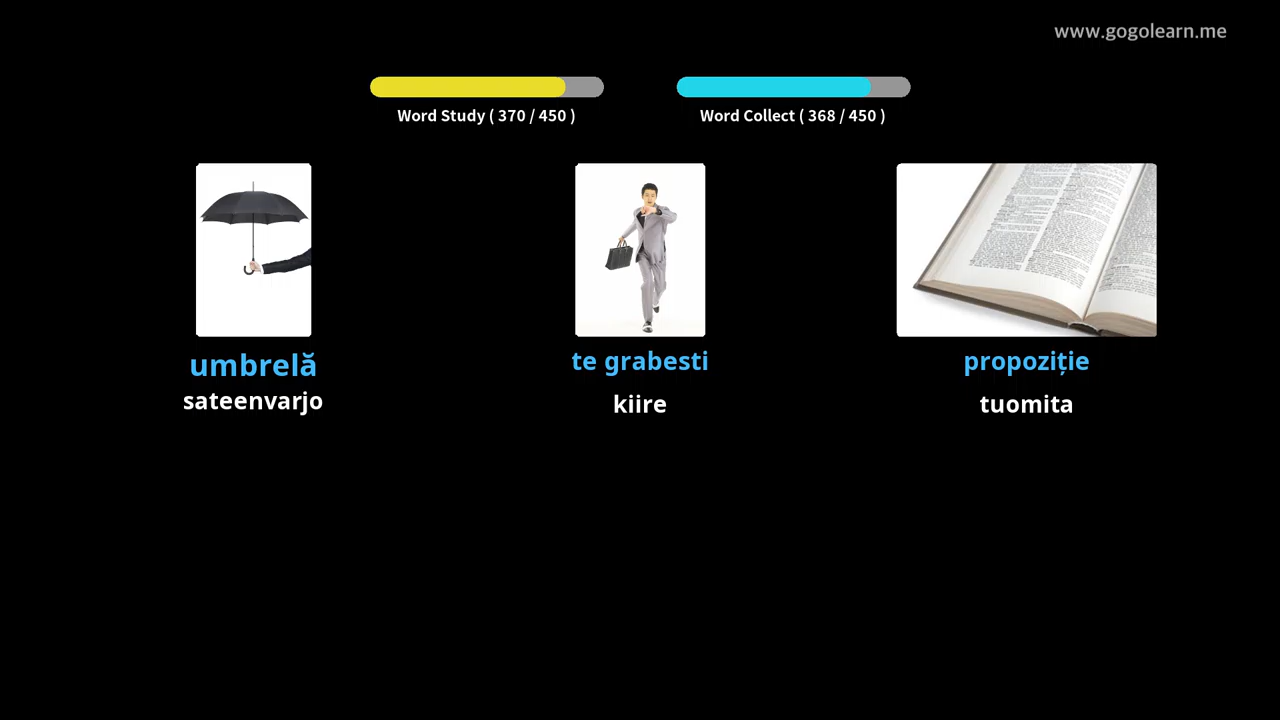 www.gogolearn.me
Word Study ( 370 / 450 )
Word Collect ( 368 / 450 )
umbrelă
te grabesti
propoziție
sateenvarjo
kiire
tuomita